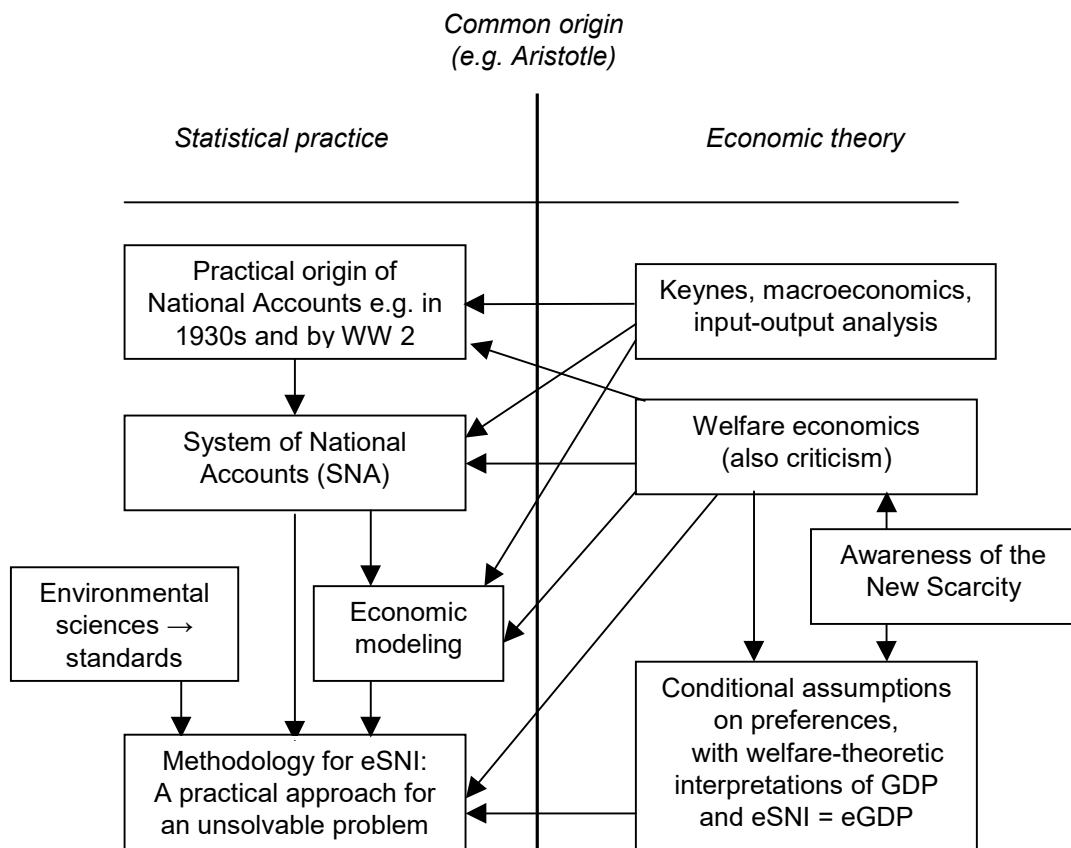 Common origin
(e.g. Aristotle)
Statistical practice
Economic theory
Practical origin of
National Accounts e.g. in
1930s and by WW 2
Keynes, macroeconomics,
input-output analysis
System of National
Accounts (SNA)
Welfare economics
(also criticism)
Awareness of the
New Scarcity
Environmental
sciences →
standards
Economic
modeling
Methodology for eSNI:
A practical approach for
an unsolvable problem
Conditional assumptions
on preferences,
with welfare-theoretic
interpretations of GDP
and eSNI = eGDP